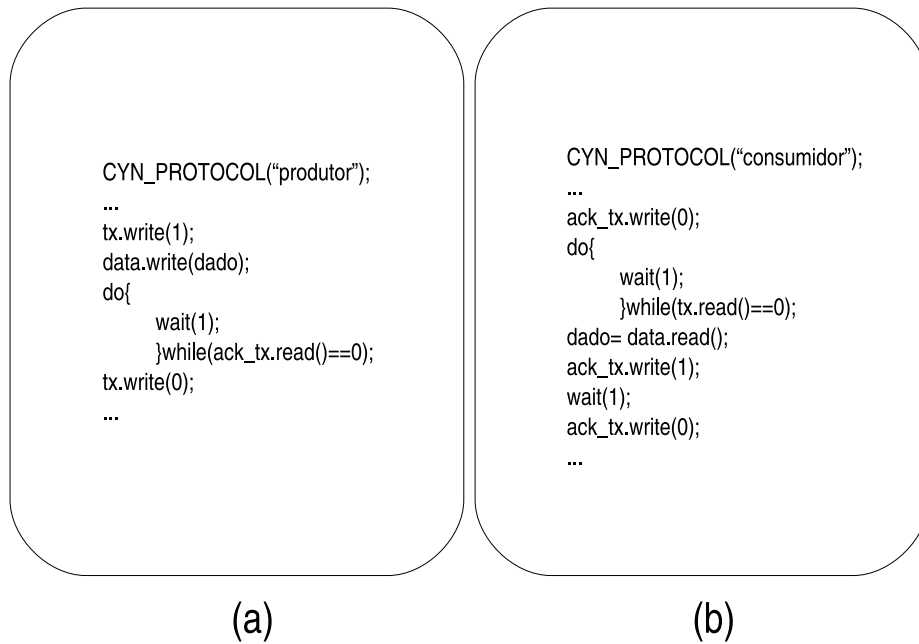 CYN_PROTOCOL(“produtor”);
...
tx.write(1);
data.write(dado);
do{
wait(1);
}while(ack_tx.read()==0);
tx.write(0);
...
(a)
CYN_PROTOCOL(“consumidor”);
...
ack_tx.write(0);
do{
wait(1);
}while(tx.read()==0);
dado= data.read();
ack_tx.write(1);
wait(1);
ack_tx.write(0);
...
(b)